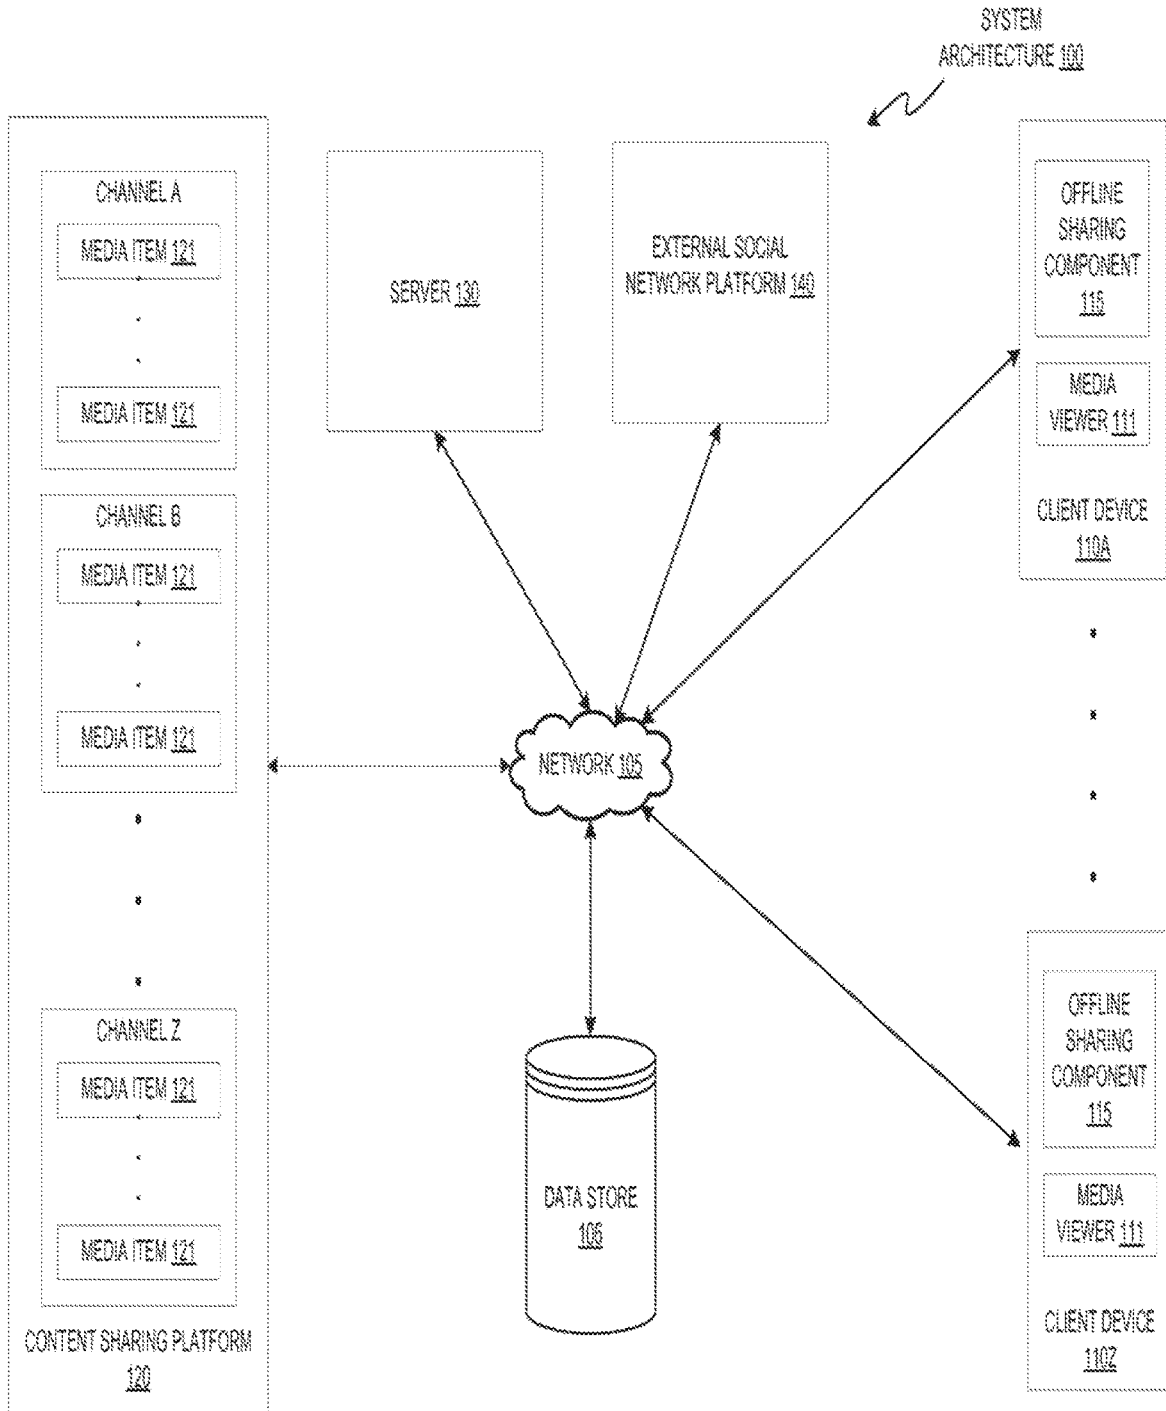 SYSTEM
ARCHITECTURE 100
CHANNEL A
MEDIA ITEM 121
MEDIA ITEM 121
CHANNEL B
MEDIA ITEM 121
MEDIA ITEM 121
CHANNEL Z
MEDIA ITEM 121
MEDIA ITEM 121
CONTENT SHARING PLATFORM
120
SERVER 130
EXTERNAL SOCIAL
NETWORK PLATFORM 140
NETWORK 105
DATA STORE
106
OFFLINE
SHARING
COMPONENT
115
MEDIA
VIEWER 111
CLIENT DEVICE
110A
OFFLINE
SHARING
COMPONENT
115
MEDIA
VIEWER 111
CLIENT DEVICE
110Z